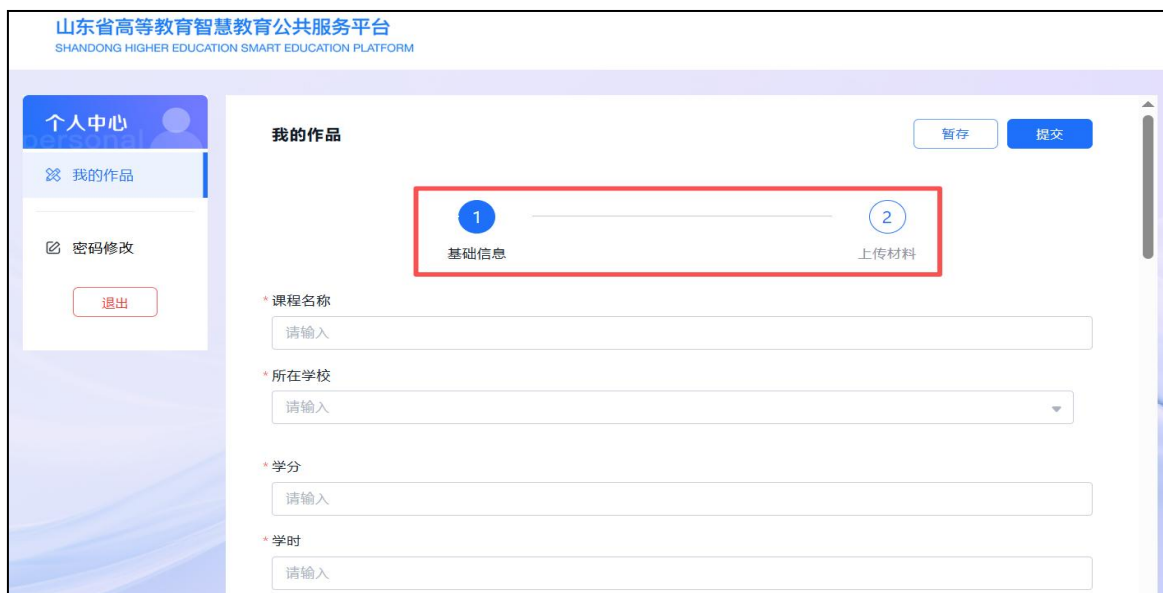 山东省高等教育智慧教育公共服务平台
SHANDONG HIGHER EDUCATION SMART EDUCATION PLATFORM
个人中心
personal
我的作品
密码修改
退出
我的作品
暂存
提交
1
2
基础信息
上传材料
*课程名称
请输入
*所在学校
请输入
*学分
请输入
*学时
请输入